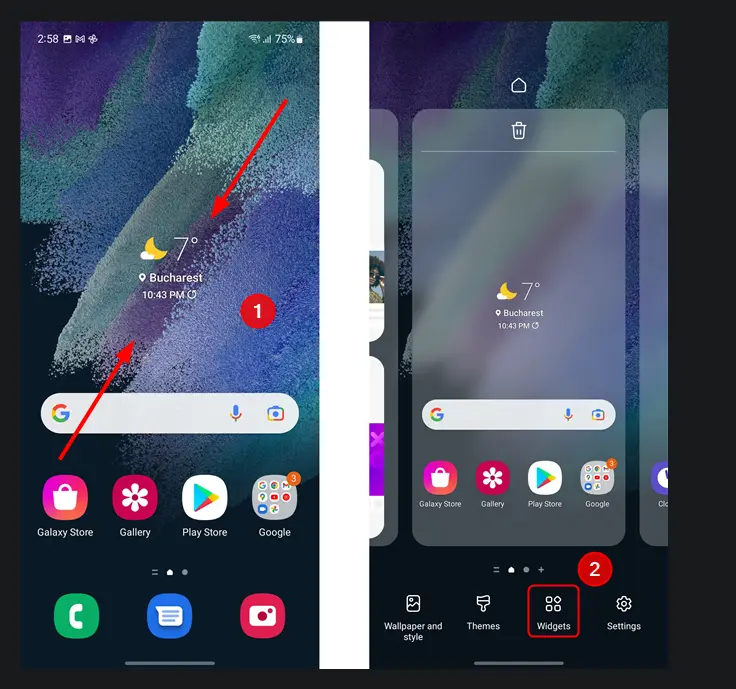 2:58
75%
7°
Bucharest
10:43 PM
1
G
Galaxy Store
Gallery
Play Store
3
Google
7°
Bucharest
10:43 PM
G
Galaxy Store
Gallery
Play Store
3
Google
Clo
2
Wallpaper and
style
Themes
Widgets
Settings